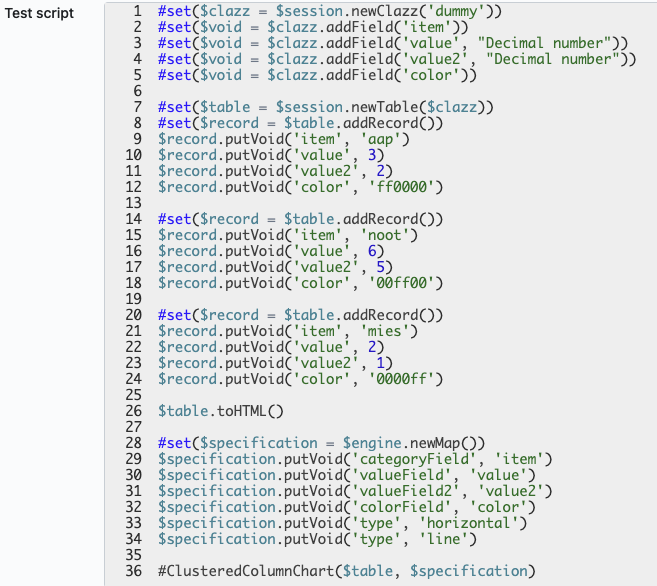 Test script
1 #set($clazz = $session.newClazz('dummy'))
2 #set($void = $clazz.addField('item'))
3 #set($void = $clazz.addField('value', "Decimal number"))
4 #set($void = $clazz.addField('value2', "Decimal number"))
5 #set($void = $clazz.addField('color'))
6
7 #set($table = $session.newTable($clazz))
8 #set($record = $table.addRecord())
9 $record.putVoid('item', 'aap')
10 $record.putVoid('value', 3)
11 $record.putVoid('value2', 2)
12 $record.putVoid('color', 'ff0000')
13
14 #set($record = $table.addRecord())
15 $record.putVoid('item', 'noot')
16 $record.putVoid('value', 6)
17 $record.putVoid('value2', 5)
18 $record.putVoid('color', '00ff00')
19
20 #set($record = $table.addRecord())
21 $record.putVoid('item', 'mies')
22 $record.putVoid('value', 2)
23 $record.putVoid('value2', 1)
24 $record.putVoid('color', '0000ff')
25
26 $table.toHTML()
27
28 #set($specification = $engine.newMap())
29 $specification.putVoid('categoryField', 'item')
30 $specification.putVoid('valueField', 'value')
31 $specification.putVoid('valueField2', 'value2')
32 $specification.putVoid('colorField', 'color')
33 $specification.putVoid('type', 'horizontal')
34 $specification.putVoid('type', 'line')
35
36 #ClusteredColumnChart($table, $specification)